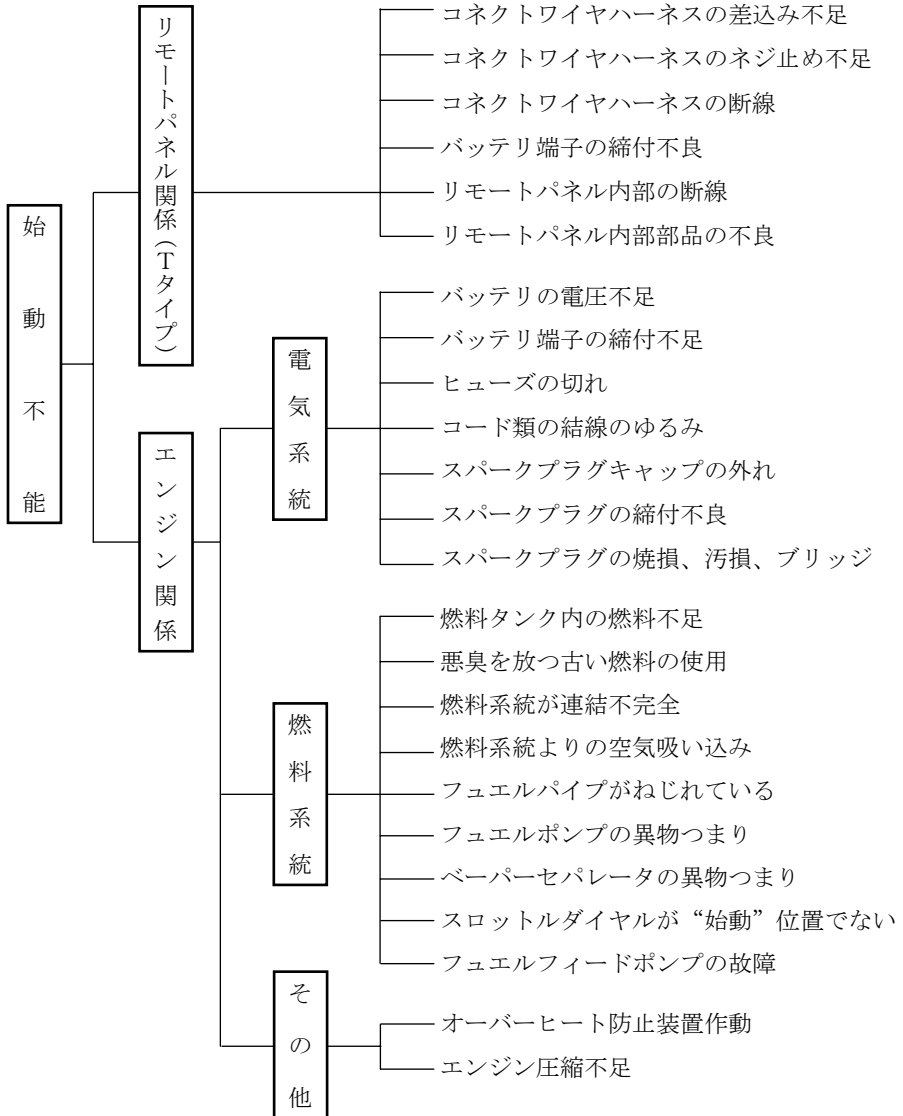 始動不能
リモートパネル関係(Tタイプ)
コネクトワイヤハーネスの差込み不足
コネクトワイヤハーネスのネジ止め不足
コネクトワイヤハーネスの断線
バッテリ端子の締付不良
リモートパネル内部の断線
リモートパネル内部部品の不良
エンジン関係
電気系統
バッテリの電圧不足
バッテリ端子の締付不足
ヒューズの切れ
コード類の結線のゆるみ
スパークプラグキャップの外れ
スパークプラグの締付不良
スパークプラグの焼損、汚損、ブリッジ
燃料系統
燃料タンク内の燃料不足
悪臭を放つ古い燃料の使用
燃料系統が連結不完全
燃料系統よりの空気吸い込み
フュエルパイプがねじれている
フュエルポンプの異物つまり
ベーパーセパレータの異物つまり
スロットルダイヤルが“始動”位置でない
フュエルフィードポンプの故障
その他
オーバーヒート防止装置作動
エンジン圧縮不足